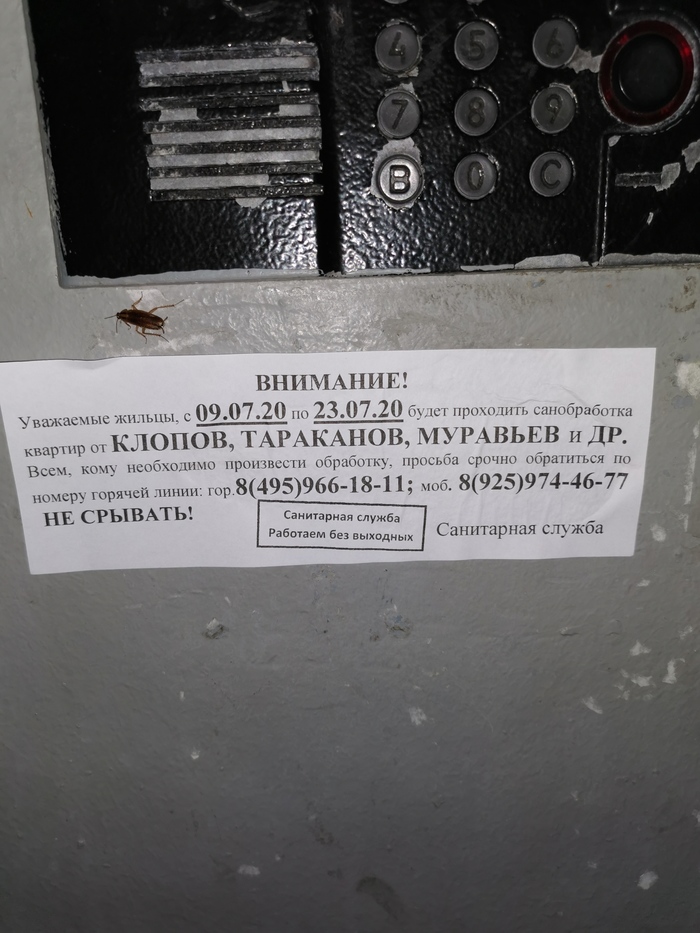 4 5 6
7 8 9
B 0 C
ВНИМАНИЕ!
Уважаемые жильцы, с 09.07.20 по 23.07.20 будет проходить санобработка
квартир от КЛОПОВ, ТАРАКАНОВ, МУРАВЬЕВ и ДР.
Всем, кому необходимо произвести обработку, просьба срочно обратиться по
номеру горячей линии: гор.8(495)966-18-11; моб. 8(925)974-46-77
НЕ СРЫВАТЬ!
Санитарная служба
Работаем без выходных
Санитарная служба